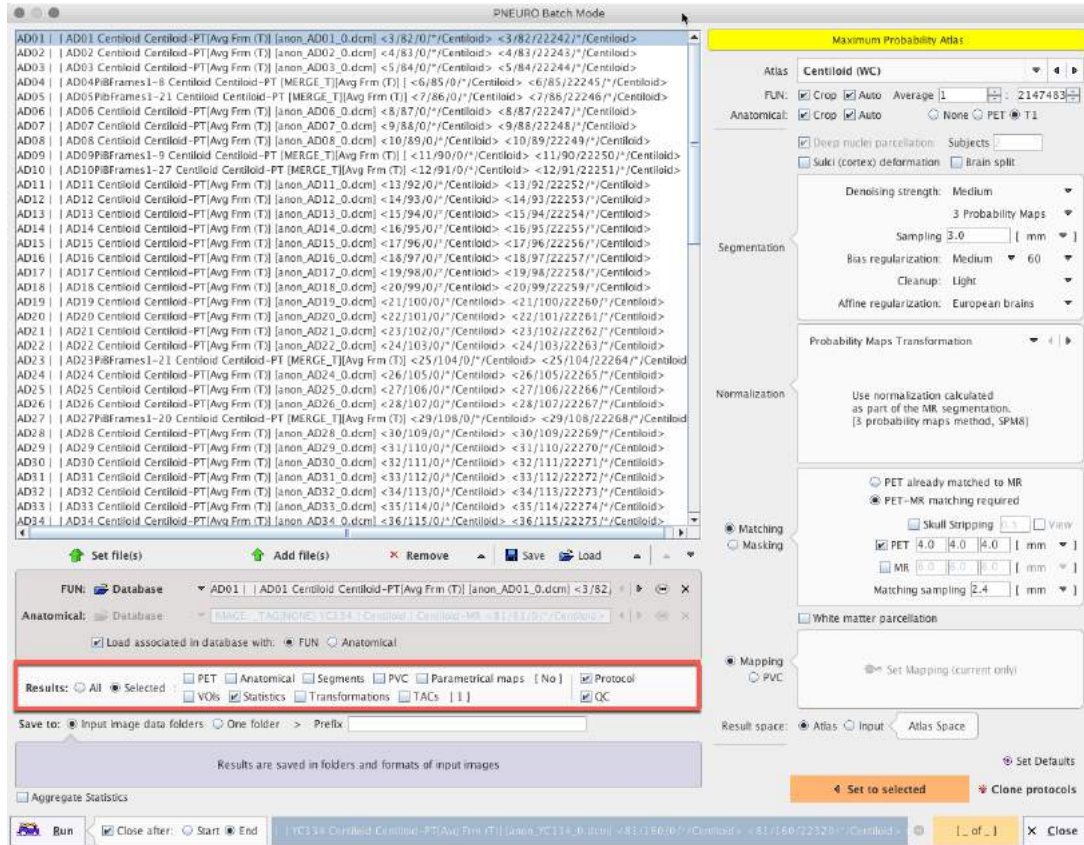 PNEURO Batch Mode
AD01 | | AD01 Centiloid Centiloid-PT[Avg Frm (T)] [anon_AD01_0.dcm] <3/82/0/*/Centiloid> <3/82/22242/*/Centiloid>
AD02 | | AD02 Centiloid Centiloid-PT[Avg Frm (T)] [anon_AD02_0.dcm] <4/83/0/*/Centiloid> <4/83/22243/*/Centiloid>
AD03 | | AD03 Centiloid Centiloid-PT[Avg Frm (T)] [anon_AD03_0.dcm] <5/84/0/*/Centiloid> <5/84/22244/*/Centiloid>
AD04 | | AD04PiBFrames1-8 Centiloid Centiloid-PT [MERGE_T][Avg Frm (T)] | <6/85/0/*/Centiloid> <6/85/22245/*/Centiloid>
AD05 | | AD05PibFrames1-21 Centiloid Centiloid-PT [MERGE_T][Avg Frm (T)] <7/86/0/*/Centiloid> <7/86/22246/*/Centiloid>
AD06 | | AD06 Centiloid Centiloid-PT[Avg Frm (T)] [anon_AD06_0.dcm] <8/87/0/*/Centiloid> <8/87/22247/*/Centiloid>
AD07 | | AD07 Centiloid Centiloid-PT[Avg Frm (T)] [anon_AD07_0.dcm] <9/88/0/*/Centiloid> <9/88/22248/*/Centiloid>
AD08 | | AD08 Centiloid Centiloid-PT[Avg Frm (T)] [anon_AD08_0.dcm] <10/89/0/*/Centiloid> <10/89/22249/*/Centiloid>
AD09 | | AD09PiBFrames1-9 Centiloid Centiloid-PT [MERGE_T][Avg Frm (T)] | <11/90/0/*/Centiloid> <11/90/22250/*/Centiloid>
AD10 | | AD10PiBFrames1-27 Centiloid Centiloid-PT [MERGE_T][Avg Frm (T)] <12/91/0/*/Centiloid> <12/91/22251/*/Centiloid>
AD11 | | AD11 Centiloid Centiloid-PT[Avg Frm (T)] [anon_AD11_0.dcm] <13/92/0/*/Centiloid> <13/92/22252/*/Centiloid>
AD12 | | AD12 Centiloid Centiloid-PT[Avg Frm (T)] [anon_AD12_0.dcm] <14/93/0/*/Centiloid> <14/93/22253/*/Centiloid>
AD13 | | AD13 Centiloid Centiloid-PT[Avg Frm (T)] [anon_AD13_0.dcm] <15/94/0/*/Centiloid> <15/94/22254/*/Centiloid>
AD14 | | AD14 Centiloid Centiloid-PT[Avg Frm (T)] [anon_AD14_0.dcm] <16/95/0/*/Centiloid> <16/95/22255/*/Centiloid>
AD15 | | AD15 Centiloid Centiloid-PT[Avg Frm (T)] [anon_AD15_0.dcm] <17/96/0/*/Centiloid> <17/96/22256/*/Centiloid>
AD16 | | AD16 Centiloid Centiloid-PT[Avg Frm (T)] [anon_AD16_0.dcm] <18/97/0/*/Centiloid> <18/97/22257/*/Centiloid>
AD17 | | AD17 Centiloid Centiloid-PT[Avg Frm (T)] [anon_AD17_0.dcm] <19/98/0/*/Centiloid> <19/98/22258/*/Centiloid>
AD18 | | AD18 Centiloid Centiloid-PT[Avg Frm (T)] [anon_AD18_0.dcm] <20/99/0/*/Centiloid> <20/99/22259/*/Centiloid>
AD19 | | AD19 Centiloid Centiloid-PT[Avg Frm (T)] [anon_AD19_0.dcm] <21/100/0/*/Centiloid> <21/100/22260/*/Centiloid>
AD20 | | AD20 Centiloid Centiloid-PT[Avg Frm (T)] [anon_AD20_0.dcm] <22/101/0/*/Centiloid> <22/101/22261/*/Centiloid>
AD21 | | AD21 Centiloid Centiloid-PT[Avg Frm (T)] [anon_AD21_0.dcm] <23/102/0/*/Centiloid> <23/102/22262/*/Centiloid>
AD22 | | AD22 Centiloid Centiloid-PT[Avg Frm (T)] [anon_AD22_0.dcm] <24/103/0/*/Centiloid> <24/103/22263/*/Centiloid>
AD23 | | AD23PiBFrames1-21 Centiloid Centiloid-PT [MERGE_T][Avg Frm (T)] <25/104/0/*/Centiloid> <25/104/22264/*/Centiloid
AD24 | | AD24 Centiloid Centiloid-PT[Avg Frm (T)] [anon_AD24_0.dcm] <26/105/0/*/Centiloid> <26/105/22265/*/Centiloid>
AD25 | | AD25 Centiloid Centiloid-PT[Avg Frm (T)] [anon_AD25_0.dcm] <27/106/0/*/Centiloid> <27/106/22266/*/Centiloid>
AD26 | | AD26 Centiloid Centiloid-PT[Avg Frm (T)] [anon_AD26_0.dcm] <28/107/0/*/Centiloid> <28/107/22267/*/Centiloid>
AD27 | | AD27PiBFrames1-20 Centiloid Centiloid-PT [MERGE_T][Avg Frm (T)] <29/108/0/*/Centiloid> <29/108/22268/*/Centiloid
AD28 | | AD28 Centiloid Centiloid-PT[Avg Frm (T)] [anon_AD28_0.dcm] <30/109/0/*/Centiloid> <30/109/22269/*/Centiloid>
AD29 | | AD29 Centiloid Centiloid-PT[Avg Frm (T)] [anon_AD29_0.dcm] <31/110/0/*/Centiloid> <31/110/22270/*/Centiloid>
AD30 | | AD30 Centiloid Centiloid-PT[Avg Frm (T)] [anon_AD30_0.dcm] <32/111/0/*/Centiloid> <32/111/22271/*/Centiloid>
AD31 | | AD31 Centiloid Centiloid-PT[Avg Frm (T)] [anon_AD31_0.dcm] <33/112/0/*/Centiloid> <33/112/22272/*/Centiloid>
AD32 | | AD32 Centiloid Centiloid-PT[Avg Frm (T)] [anon_AD32_0.dcm] <34/113/0/*/Centiloid> <34/113/22273/*/Centiloid>
AD33 | | AD33 Centiloid Centiloid-PT[Avg Frm (T)] [anon_AD33_0.dcm] <35/114/0/*/Centiloid> <35/114/22274/*/Centiloid>
AD34 | | AD34 Centiloid Centiloid-PT[Avg Frm (T)] [anon_AD34_0.dcm] <36/115/0/*/Centiloid> <36/115/22275/*/Centiloid>
Set file(s) Add file(s) Remove Save Load
FUN: Database AD01 | | AD01 Centiloid Centiloid-PT[Avg Frm (T)] [anon_AD01_0.dcm] <3/82,
Anatomical: Database
Load associated in database with: FUN Anatomical
Results: All Selected :
PET Anatomical Segments PVC Parametrical maps [ No ] Protocol
VOIs Statistics Transformations TACs [ 1 ] QC
Save to: Input image data folders One folder > Prefix
Results are saved in folders and formats of input images
Aggregate Statistics
Run Close after: Start End
[ _ of _ ] Close
Maximum Probability Atlas
Atlas Centiloid (WC)
FUN: Crop Auto Average 1 : 2147483
Anatomical: Crop Auto None PET T1
Deep nuclei parcellation Subjects
Sulci (cortex) deformation Brain split
Segmentation
Denoising strength: Medium
3 Probability Maps
Sampling 3.0 [ mm ]
Bias regularization: Medium 60
Cleanup: Light
Affine regularization: European brains
Normalization
Probability Maps Transformation
Use normalization calculated
as part of the MR segmentation.
[3 probability maps method, SPM8]
Matching
Masking
PET already matched to MR
PET-MR matching required
Skull Stripping 0.5 View
PET 4.0 4.0 4.0 [ mm ]
MR 6.0 6.0 6.0 [ mm ]
Matching sampling 2.4 [ mm ]
White matter parcellation
Mapping
PVC
Set Mapping (current only)
Result space: Atlas Input Atlas Space
Set Defaults
Set to selected Clone protocols